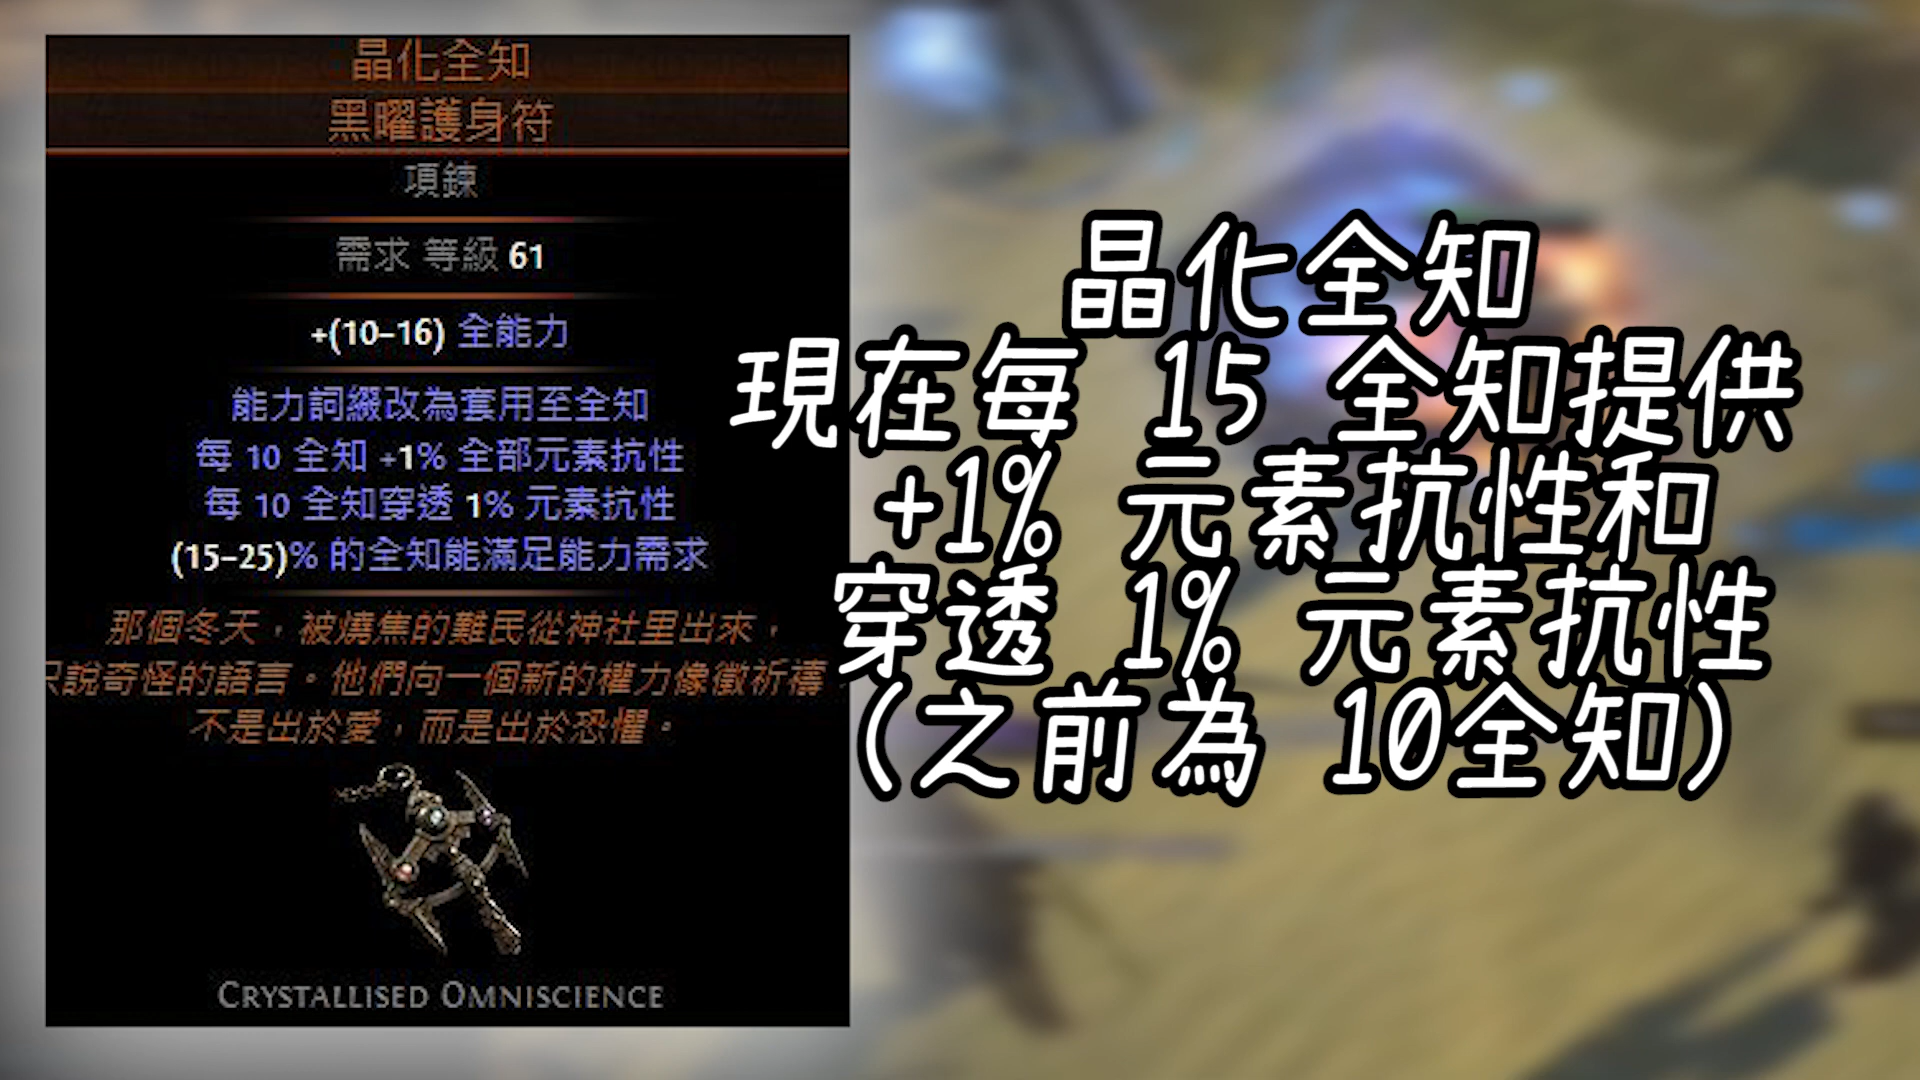 晶化全知
黑曜護身符
項鍊
需求 等級 61
+(10-16) 全能力
能力詞綴改為套用至全知
每 10 全知 +1% 全部元素抗性
每 10 全知穿透 1% 元素抗性
(15-25)% 的全知能滿足能力需求
那個冬天，被燒焦的難民從神社里出來，
說奇怪的語言。他們向一個新的權力像徵祈禱
不是出於愛，而是出於恐懼。
CRYSTALLISED OMNISCIENCE
晶化全知
現在每 15 全知提供
+1% 元素抗性和
穿透 1% 元素抗性
(之前為 10全知)